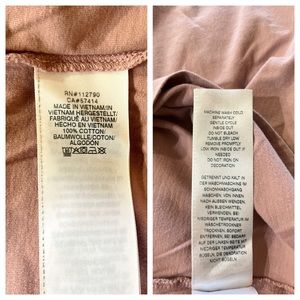 RN#112790
CA#57414
MADE IN VIETNAM/IN
VIETNAM HERGESTELLT/
FABRIQUÉ AU VIETNAM/
HECHO EN VIETNAM
100% COTTON/
BAUMWOLLE/COTON/
ALGODON
MACHINE WASH COLD
SEPARATELY
GENTLE CYCLE
INSIDE OUT
DO NOT BLEACH
TUMBLE DRY LOW
REMOVE PROMPTLY
LOW IRON INSIDE OUT IF
NEEDED
DO NOT IRON
DECORATION
GETRENNT UND KALT IN
DER WASCHMASCHINE IM
SCHONWASCHGANG
WASCHEN, VON INNEN
NACH AUSSEN WENDEN,
KEIN BLEICHMITTEL
VERWENDEN, BEI
NIEDRIGER TEMPERATUR IM
WÄSCHETROCKNER
TROCKNEN, SOFORT
ENTFERNEN, BEI BEDARF
AUF DER LINKEN SEITE MIT
NIEDRIGER TEMPERATUR
BÜGELN, DIE DEKORATION
NICHT BÜGELN